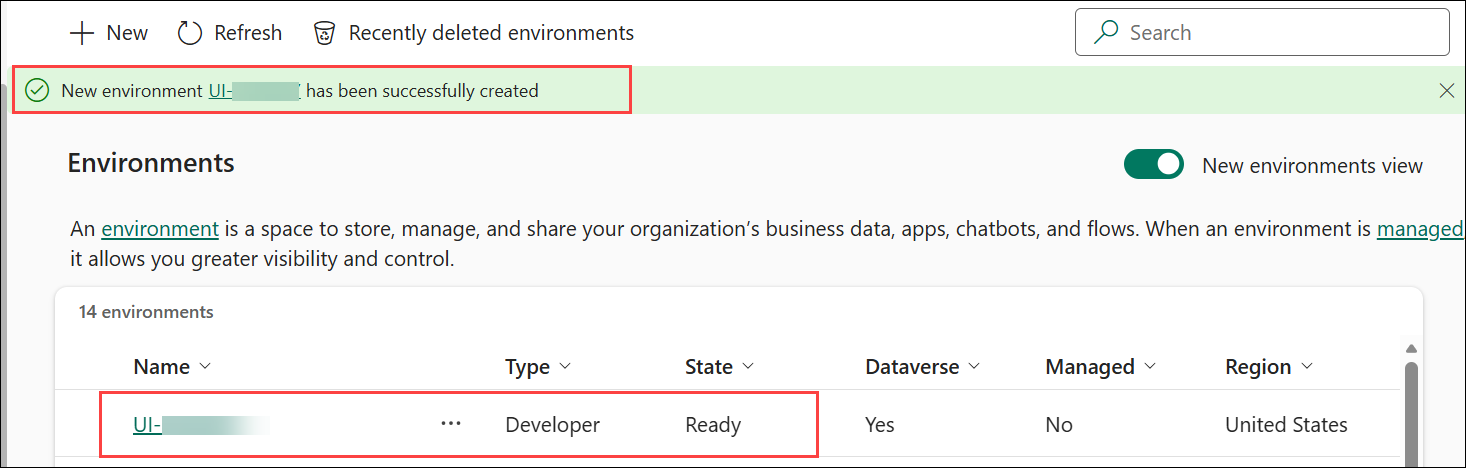 New Refresh Recently deleted environments Search
New environment UI- has been successfully created
Environments
New environments view
An environment is a space to store, manage, and share your organization’s business data, apps, chatbots, and flows. When an environment is managed
it allows you greater visibility and control.
14 environments
Name Type State Dataverse Managed Region
UI- ... Developer Ready Yes No United States